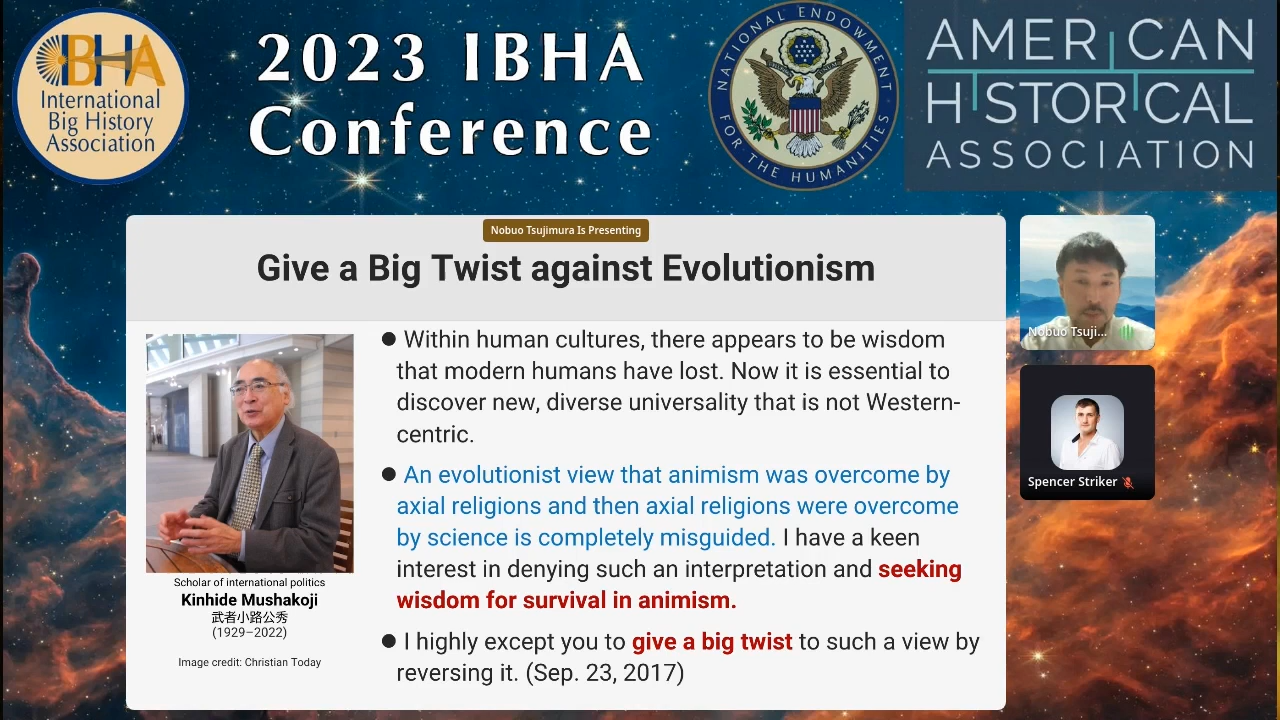 IBHA
International
Big History
Association
2023 IBHA
Conference
NATIONAL ENDOWMENT
FOR THE HUMANITIES
AMERICAN
HISTORICAL
ASSOCIATION
Nobuo Tsujimura Is Presenting
Give a Big Twist against Evolutionism
● Within human cultures, there appears to be wisdom
that modern humans have lost. Now it is essential to
discover new, diverse universality that is not Western-
centric.
● An evolutionist view that animism was overcome by
axial religions and then axial religions were overcome
by science is completely misguided. I have a keen
interest in denying such an interpretation and seeking
wisdom for survival in animism.
● I highly except you to give a big twist to such a view by
reversing it. (Sep. 23, 2017)
Scholar of international politics
Kinhide Mushakoji
武者小路公秀
(1929–2022)
Image credit: Christian Today
Nobuo Tsuji...
Spencer Striker